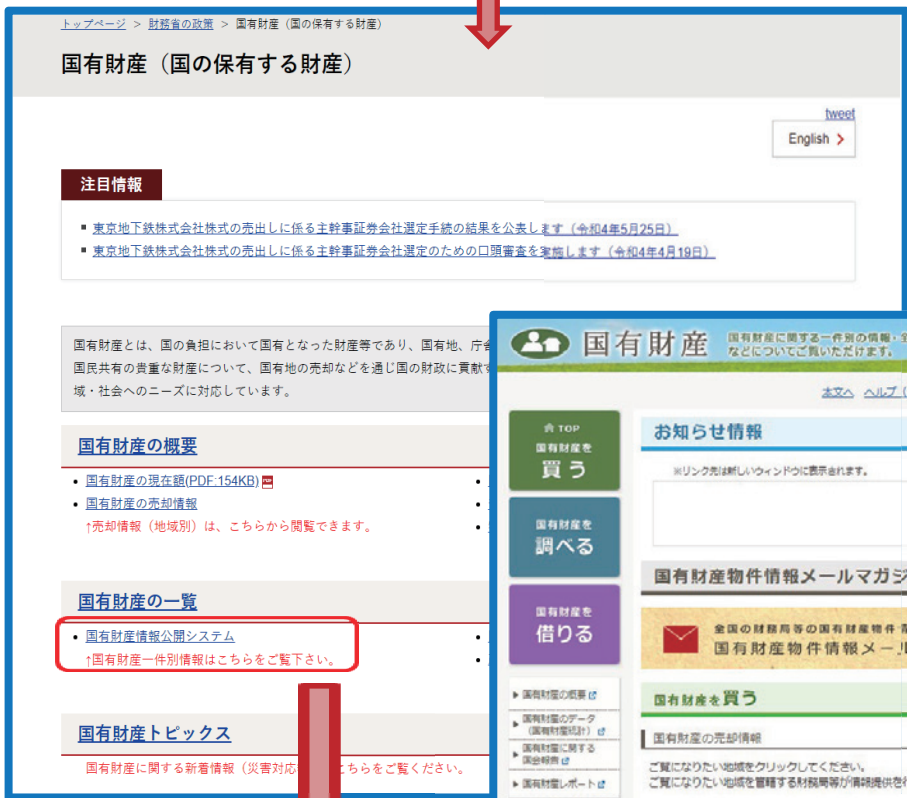 トップページ > 財務省の政策 > 国有財産（国の保有する財産）
国有財産（国の保有する財産）
tweet
English
注目情報
東京地下鉄株式会社株式の売出しに係る主幹事証券会社選定手続の結果を公表します（令和4年5月25日）
東京地下鉄株式会社株式の売出しに係る主幹事証券会社選定のための口頭審査を実施します（令和4年4月19日）
国有財産とは、国の負担において国有となった財産等であり、国有地、庁
国民共有の貴重な財産について、国有地の売却などを通じ国の財政に貢献す
域・社会へのニーズに対応しています。
国有財産の概要
国有財産の現在額(PDF:154KB)
国有財産の売却情報
↑売却情報（地域別）は、こちらから閲覧できます。
国有財産の一覧
国有財産情報公開システム
↑国有財産一件別情報はこちらをご覧下さい。
国有財産トピックス
国有財産に関する新着情報（災害対応 こちらをご覧ください。
国有財産
国有財産に関する一件別の情報・全
などについてご覧いただけます。
本文へ ヘルプ
TOP
国有財産を
買う
国有財産を
調べる
国有財産を
借りる
国有財産の概要
国有財産のデータ
（国有財産統計）
国有財産に関する
国会報告
国有財産レポート
お知らせ情報
※リンク先は新しいウィンドウに表示されます。
国有財産物件情報メールマガジ
全国の財務局等の国有財産物件情
国有財産物件情報メール
国有財産を買う
国有財産の売却情報
ご覧になりたい地域をクリックしてください。
ご覧になりたい地域を管轄する財務局等が情報提供を行